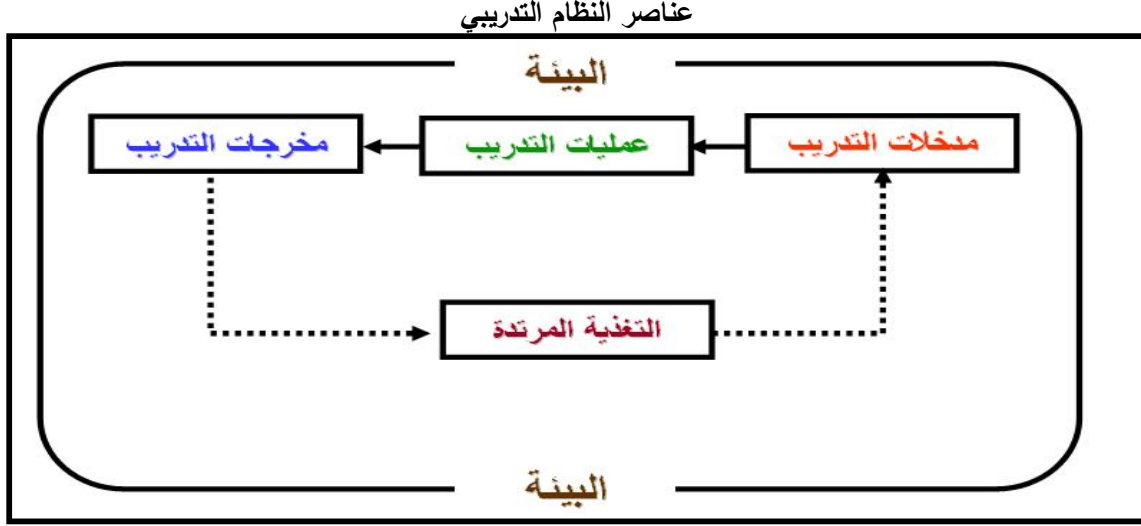 عناصر النظام التدريبي
البيئة
مدخلات التدريب
عمليات التدريب
مخرجات التدريب
التغذية المرتدة
البيئة